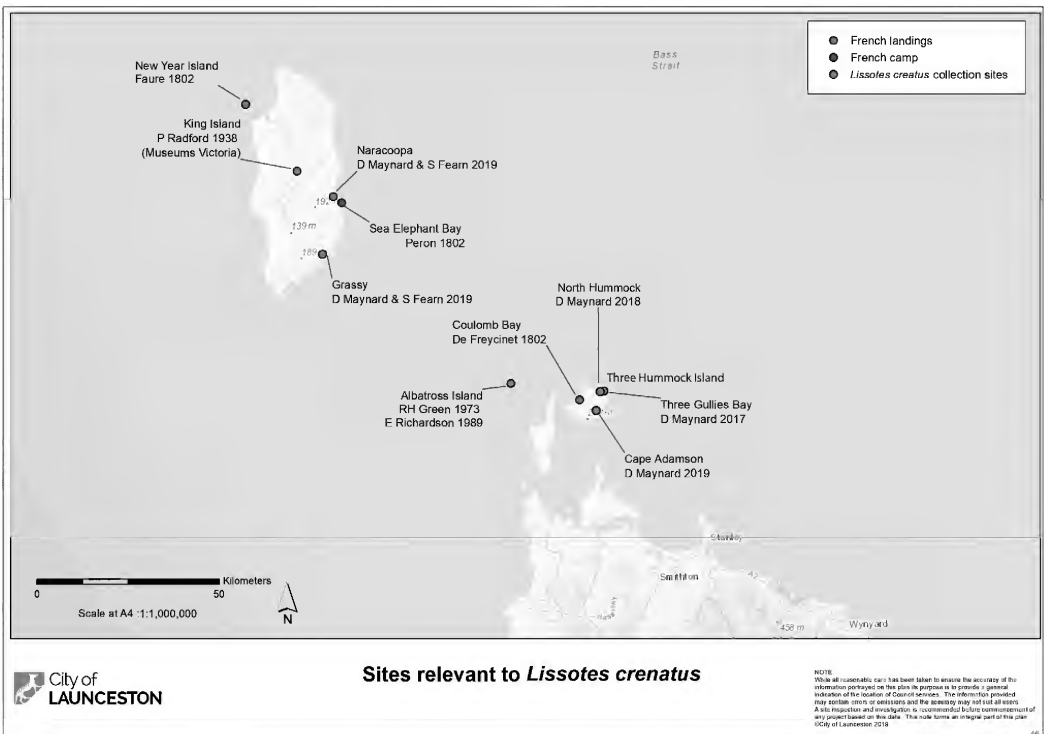 Bass
Strait
French landings
French camp
Lissotes creatus collection sites
New Year Island
Faure 1802
King Island
P Radford 1938
(Museums Victoria)
Naracoopa
D Maynard & S Fearn 2019
192
139 m
Sea Elephant Bay
Peron 1802
189
Grassy
D Maynard & S Fearn 2019
North Hummock
D Maynard 2018
Coulomb Bay
De Freycinet 1802
Three Hummock Island
Albatross Island
RH Green 1973
E Richardson 1989
Three Gullies Bay
D Maynard 2017
Cape Adamson
D Maynard 2019
Stanley
Smithton
A2
458 m
Wynyard
Kilometers
0
50
Scale at A4 :1:1,000,000
N
City of
LAUNCESTON
Sites relevant to Lissotes crenatus
NOTE
While all reasonable care has been taken to ensure the accuracy of the
information portrayed on this plan its purpose is to provide a general
indication of the location of Council services. The information provided
may contain errors or omissions and the accuracy may not suit all users.
A site inspection and investigation is recommended before commencement of
any project based on this data. This note forms an integral part of this plan
©City of Launceston 2018